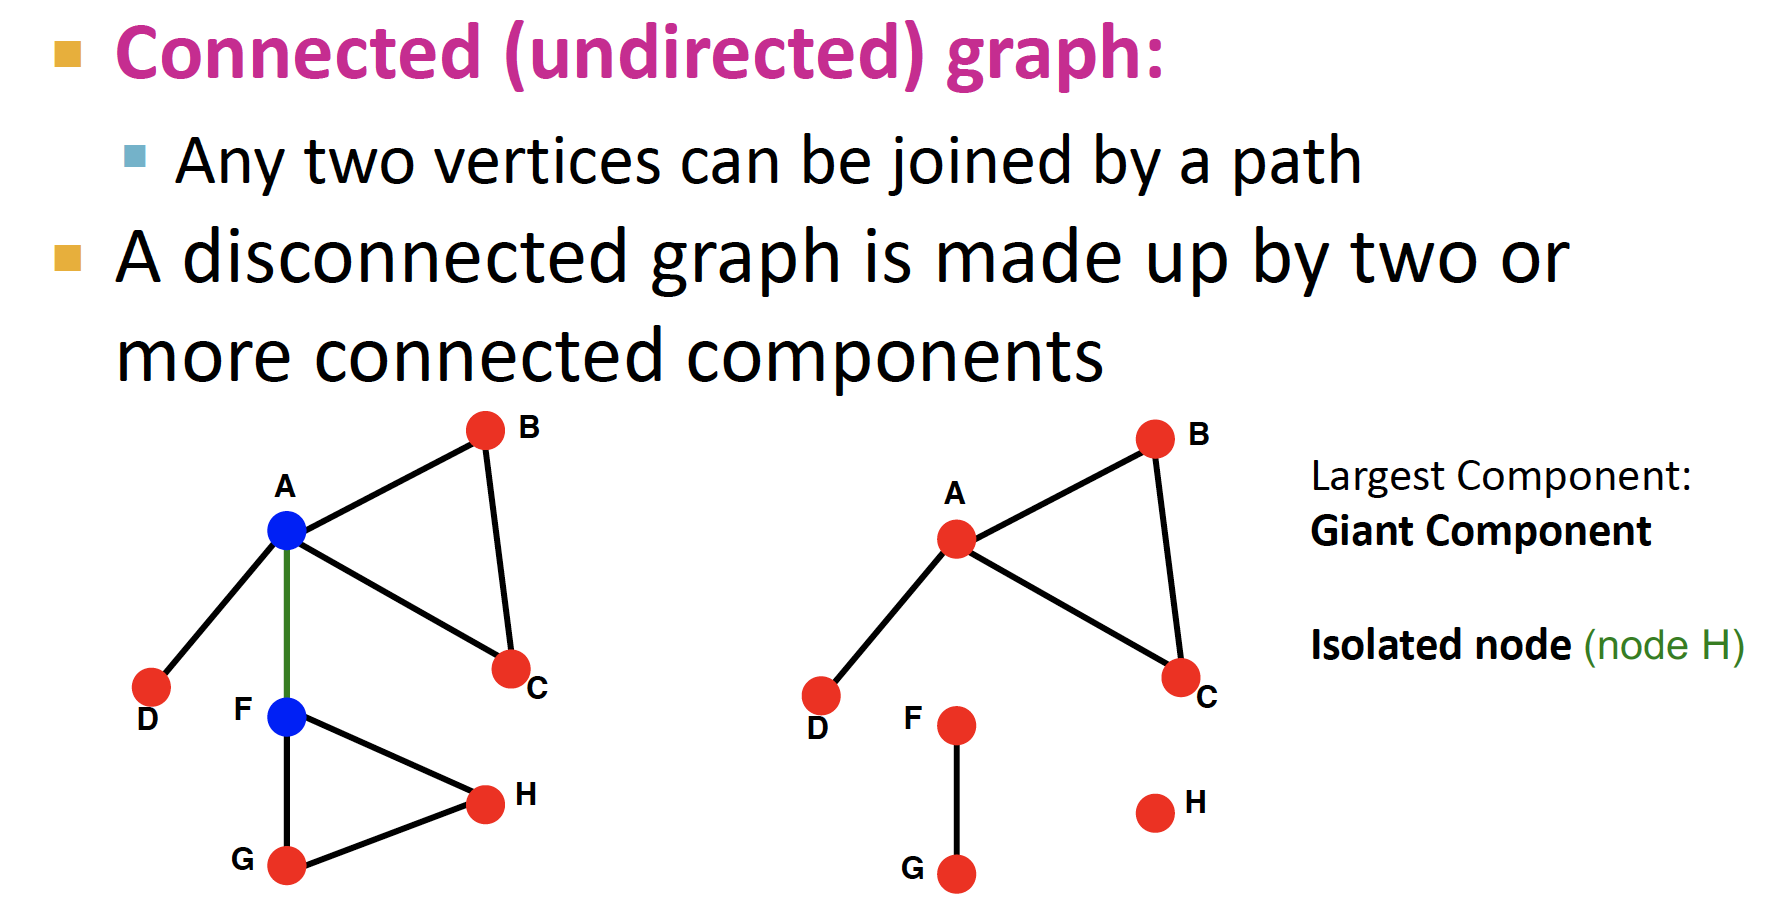 Connected (undirected) graph:
Any two vertices can be joined by a path
A disconnected graph is made up by two or
more connected components
B
A
D
C
F
H
G
B
A
D
C
F
H
G
Largest Component:
Giant Component
Isolated node (node H)